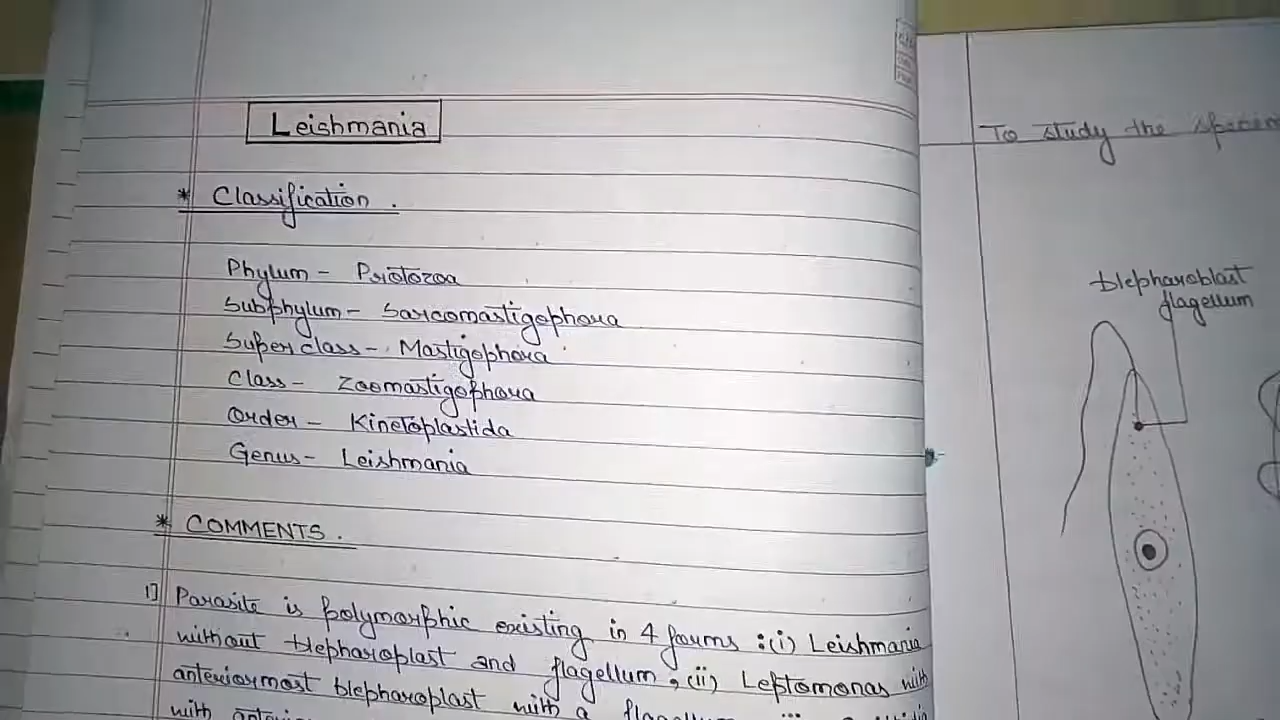 Leishmania
* Classification.
Phylum - Protozoa
Subphylum - Sarcomastigophora
Super class - Mastigophora
Class - Zoomastigophora
Order - Kinetoplastida
Genus - Leishmania
* COMMENTS.
1) Parasite is polymorphic existing in 4 forms :(i) Leishmania
without blepharoplast and flagellum, (ii) Leptomonas with
anteriormost blepharoplast with a
with
To study the
blepharoblast
flagellum